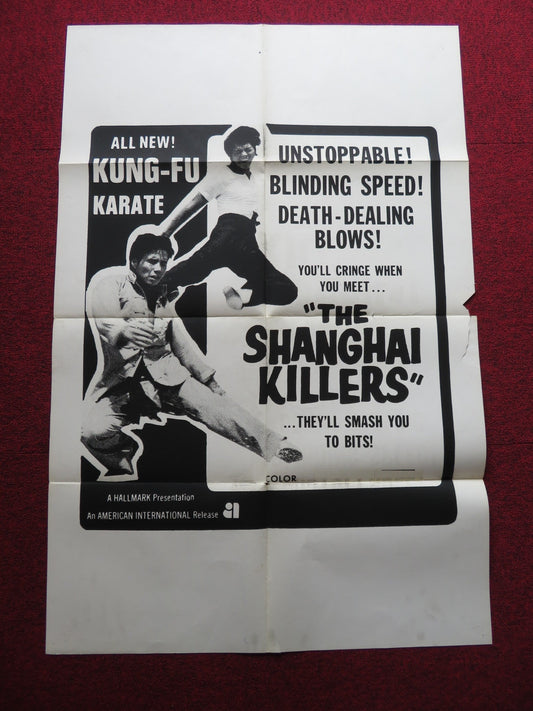 ALL NEW!
KUNG-FU
KARATE
UNSTOPPABLE!
BLINDING SPEED!
DEATH-DEALING
BLOWS!
YOU'LL CRINGE WHEN
YOU MEET...
"THE
SHANGHAI
KILLERS"
...THEY'LL SMASH YOU
TO BITS!
COLOR
A HALLMARK Presentation
An AMERICAN INTERNATIONAL Release